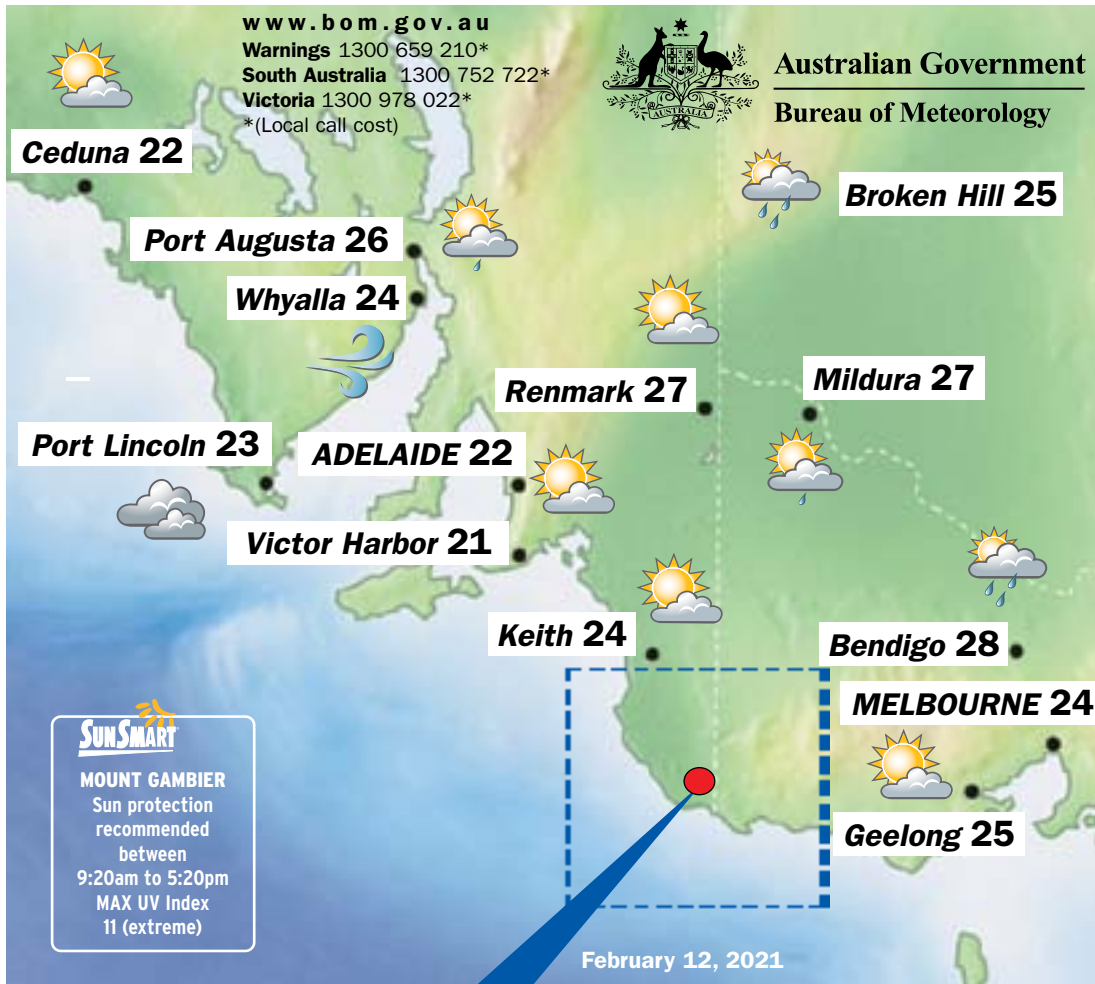 www.bom.gov.au
Warnings 1300 659 210*
South Australia 1300 752 722*
Victoria 1300 978 022*
*(Local call cost)
AUSTRALIA
Australian Government
Bureau of Meteorology
Ceduna 22
Broken Hill 25
Port Augusta 26
Whyalla 24
Renmark 27
Mildura 27
Port Lincoln 23
ADELAIDE 22
Victor Harbor 21
Keith 24
Bendigo 28
MELBOURNE 24
Geelong 25
SUNSMART
MOUNT GAMBIER
Sun protection
recommended
between
9:20am to 5:20pm
MAX UV Index
11 (extreme)
February 12, 2021